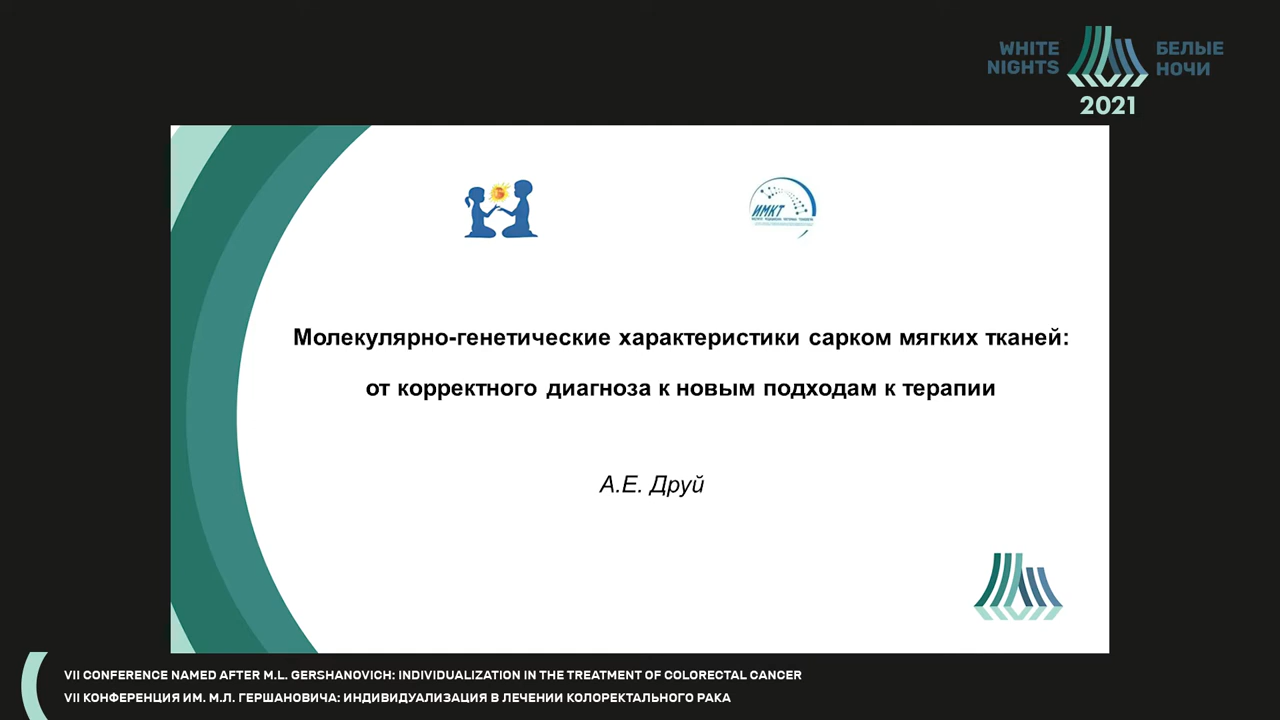 WHITE
NIGHTS
БЕЛЫЕ
НОЧИ
2021
ИМКТ
Молекулярно-генетические характеристики сарком мягких тканей:
от корректного диагноза к новым подходам к терапии
А.Е. Друй
VII CONFERENCE NAMED AFTER M.L. GERSHANOVICH: INDIVIDUALIZATION IN THE TREATMENT OF COLORECTAL CANCER
VII КОНФЕРЕНЦИЯ ИМ. М.Л. ГЕРШАНОВИЧА: ИНДИВИДУАЛИЗАЦИЯ В ЛЕЧЕНИИ КОЛОРЕКТАЛЬНОГО РАКА